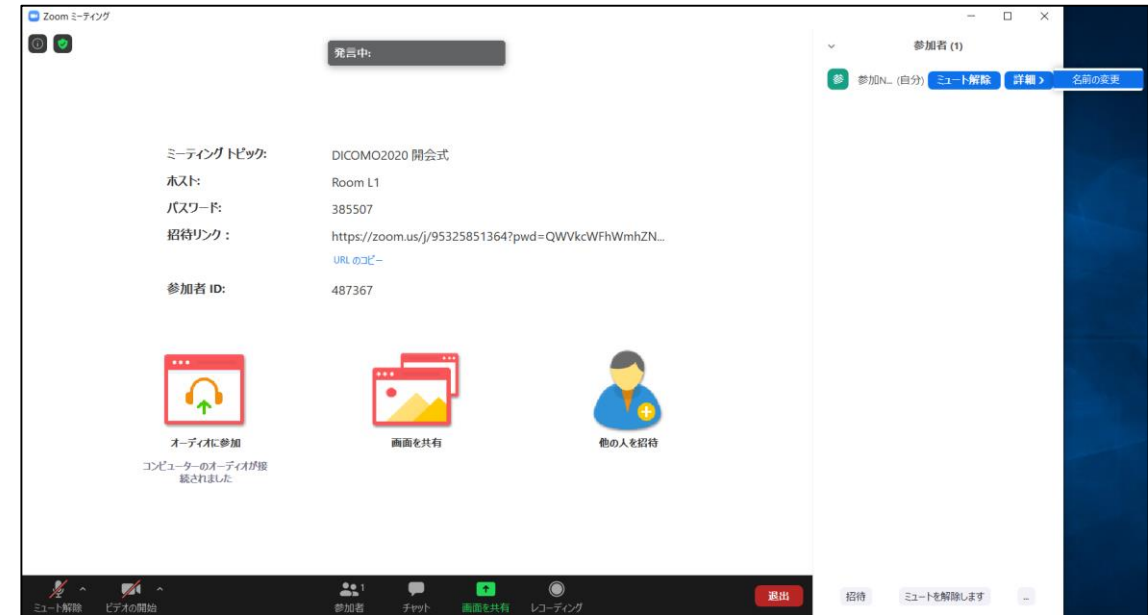 Zoom ミーティング
発言中:
参加者 (1)
参 参加N... (自分) ミュート解除 詳細 > 名前の変更
ミーティング トピック: DICOMO2020 開会式
ホスト: Room L1
パスワード: 385507
招待リンク: https://zoom.us/j/95325851364?pwd=QWVkcWFhWmhZN...
URL のコピー
参加者 ID: 487367
オーディオに参加 画面を共有 他の人を招待
コンピューターのオーディオが接
続されました
ミュート解除 ビデオの開始 1 参加者 チャット 画面を共有 レコーディング 退出
招待 ミュートを解除します ...